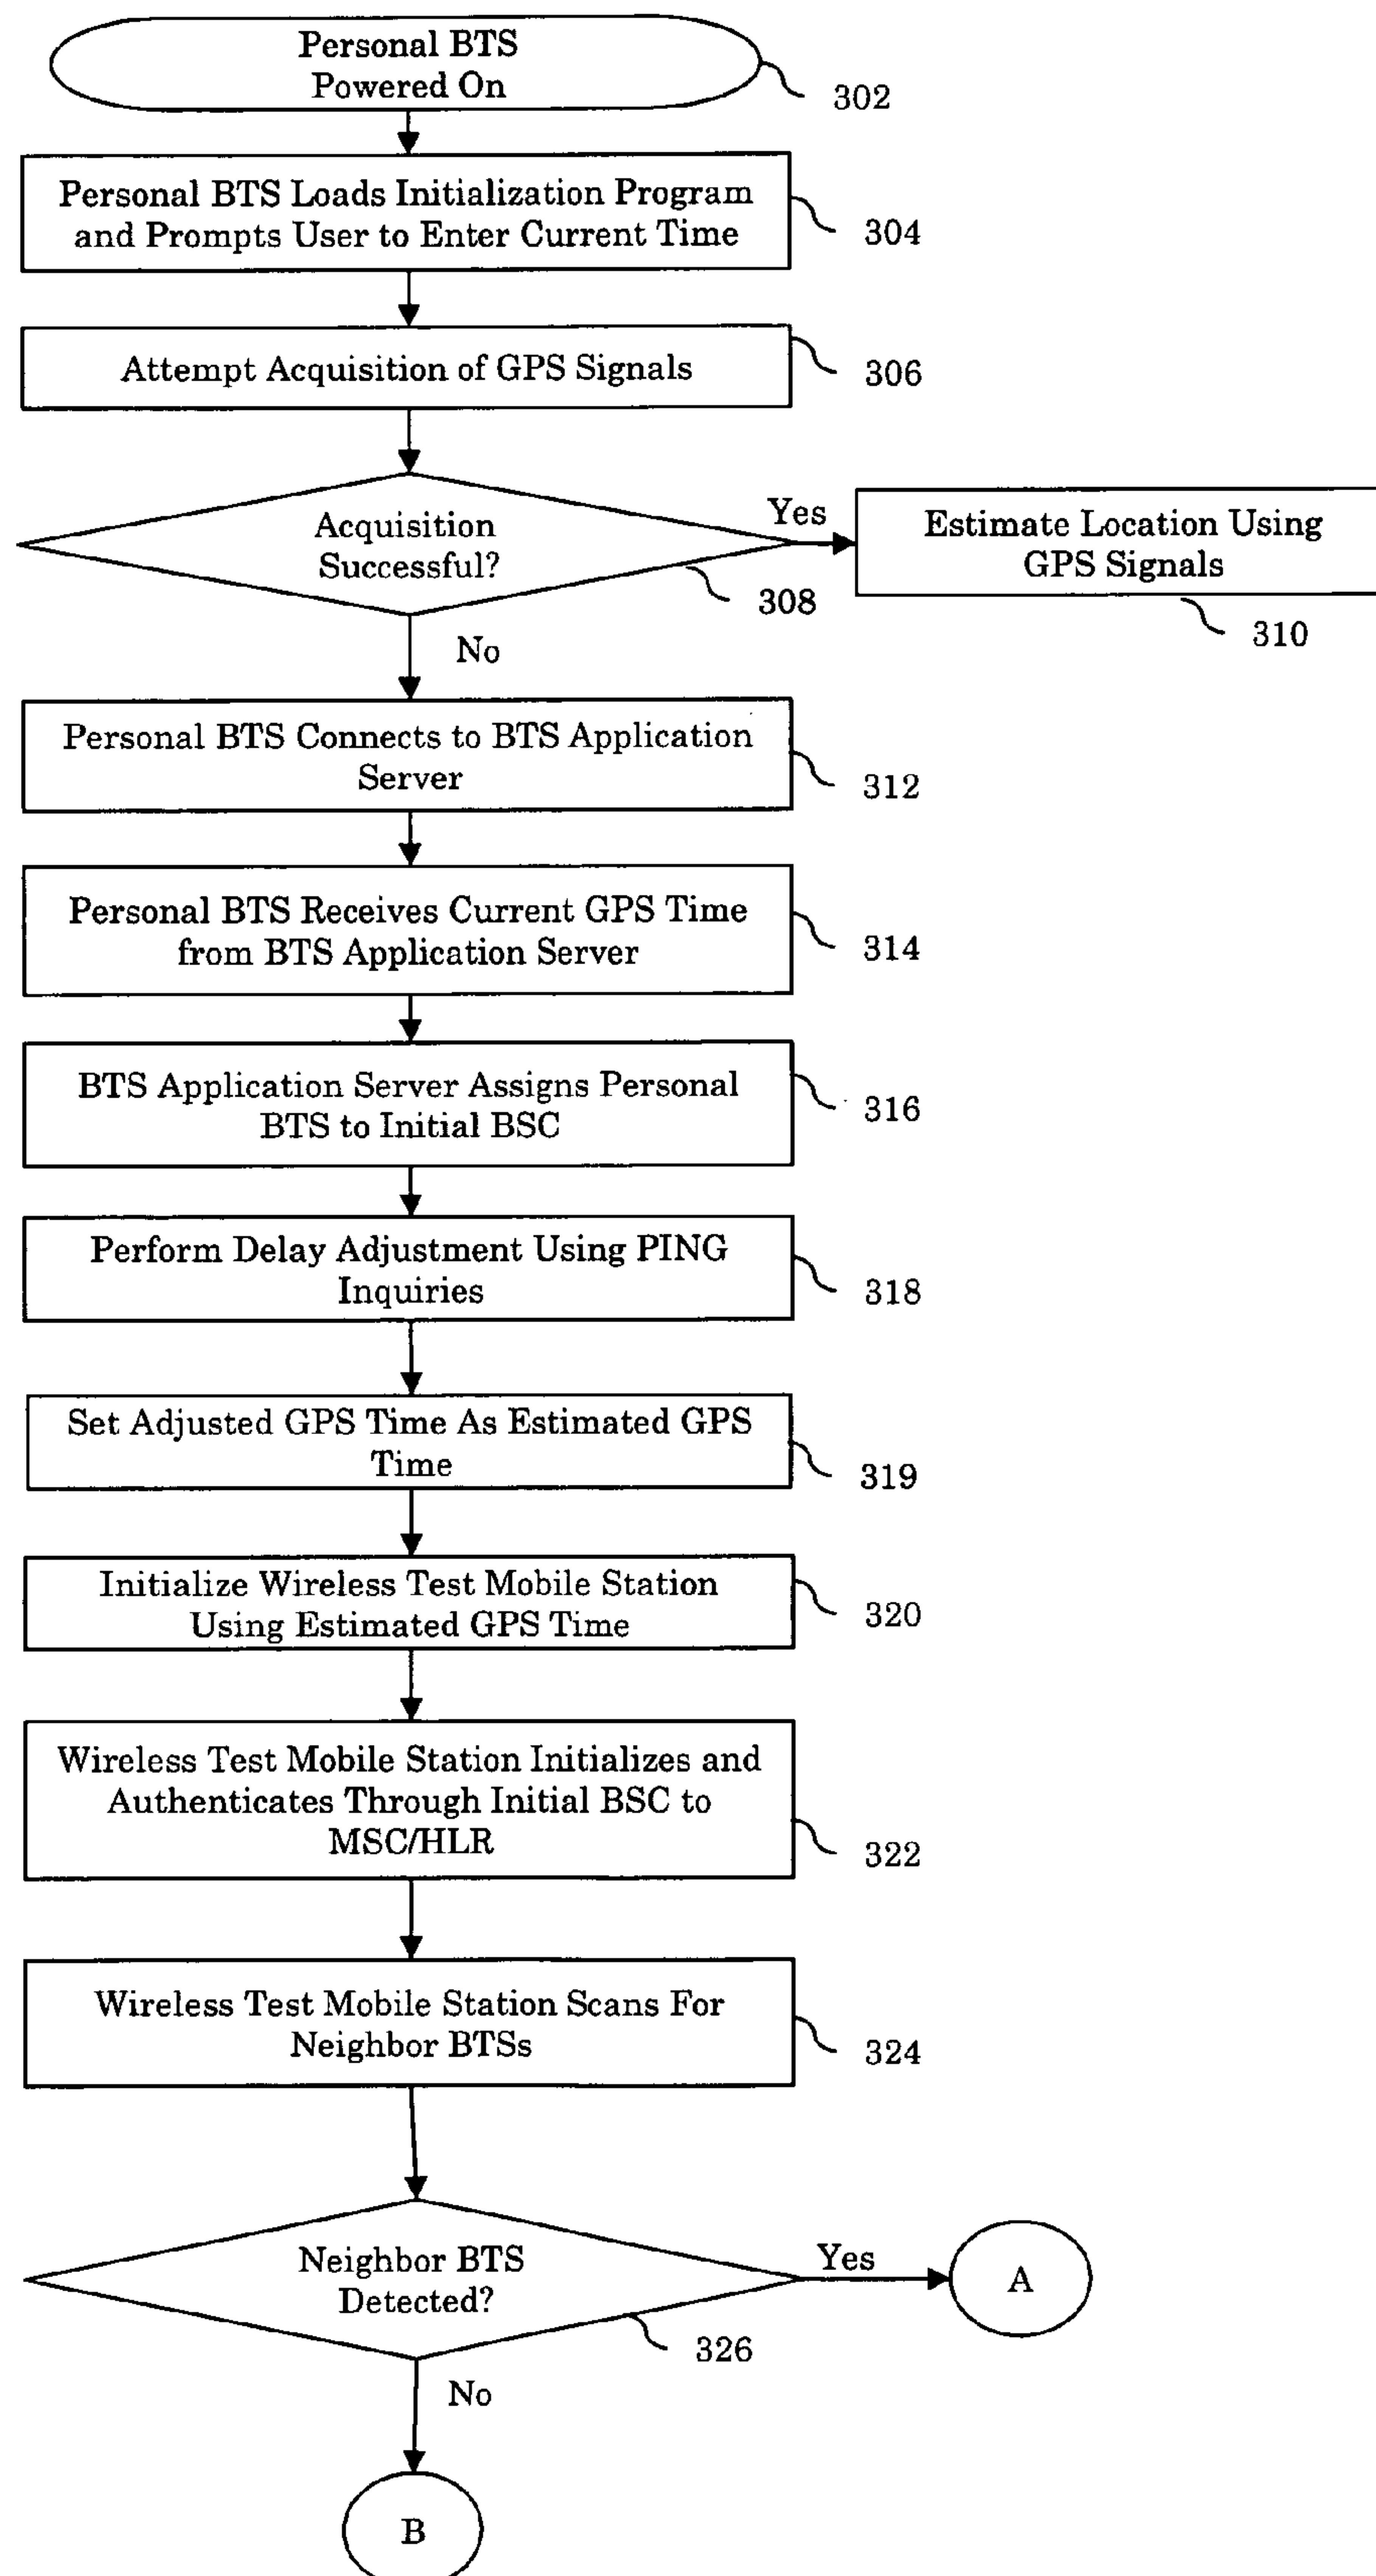 Personal BTS
Powered On
302
Personal BTS Loads Initialization Program
and Prompts User to Enter Current Time
304
Attempt Acquisition of GPS Signals
306
Acquisition
Successful?
308
Yes
Estimate Location Using
GPS Signals
310
No
Personal BTS Connects to BTS Application
Server
312
Personal BTS Receives Current GPS Time
from BTS Application Server
314
BTS Application Server Assigns Personal
BTS to Initial BSC
316
Perform Delay Adjustment Using PING
Inquiries
318
Set Adjusted GPS Time As Estimated GPS
Time
319
Initialize Wireless Test Mobile Station
Using Estimated GPS Time
320
Wireless Test Mobile Station Initializes and
Authenticates Through Initial BSC to
MSC/HLR
322
Wireless Test Mobile Station Scans For
Neighbor BTSs
324
Neighbor BTS
Detected?
326
Yes
A
No
B